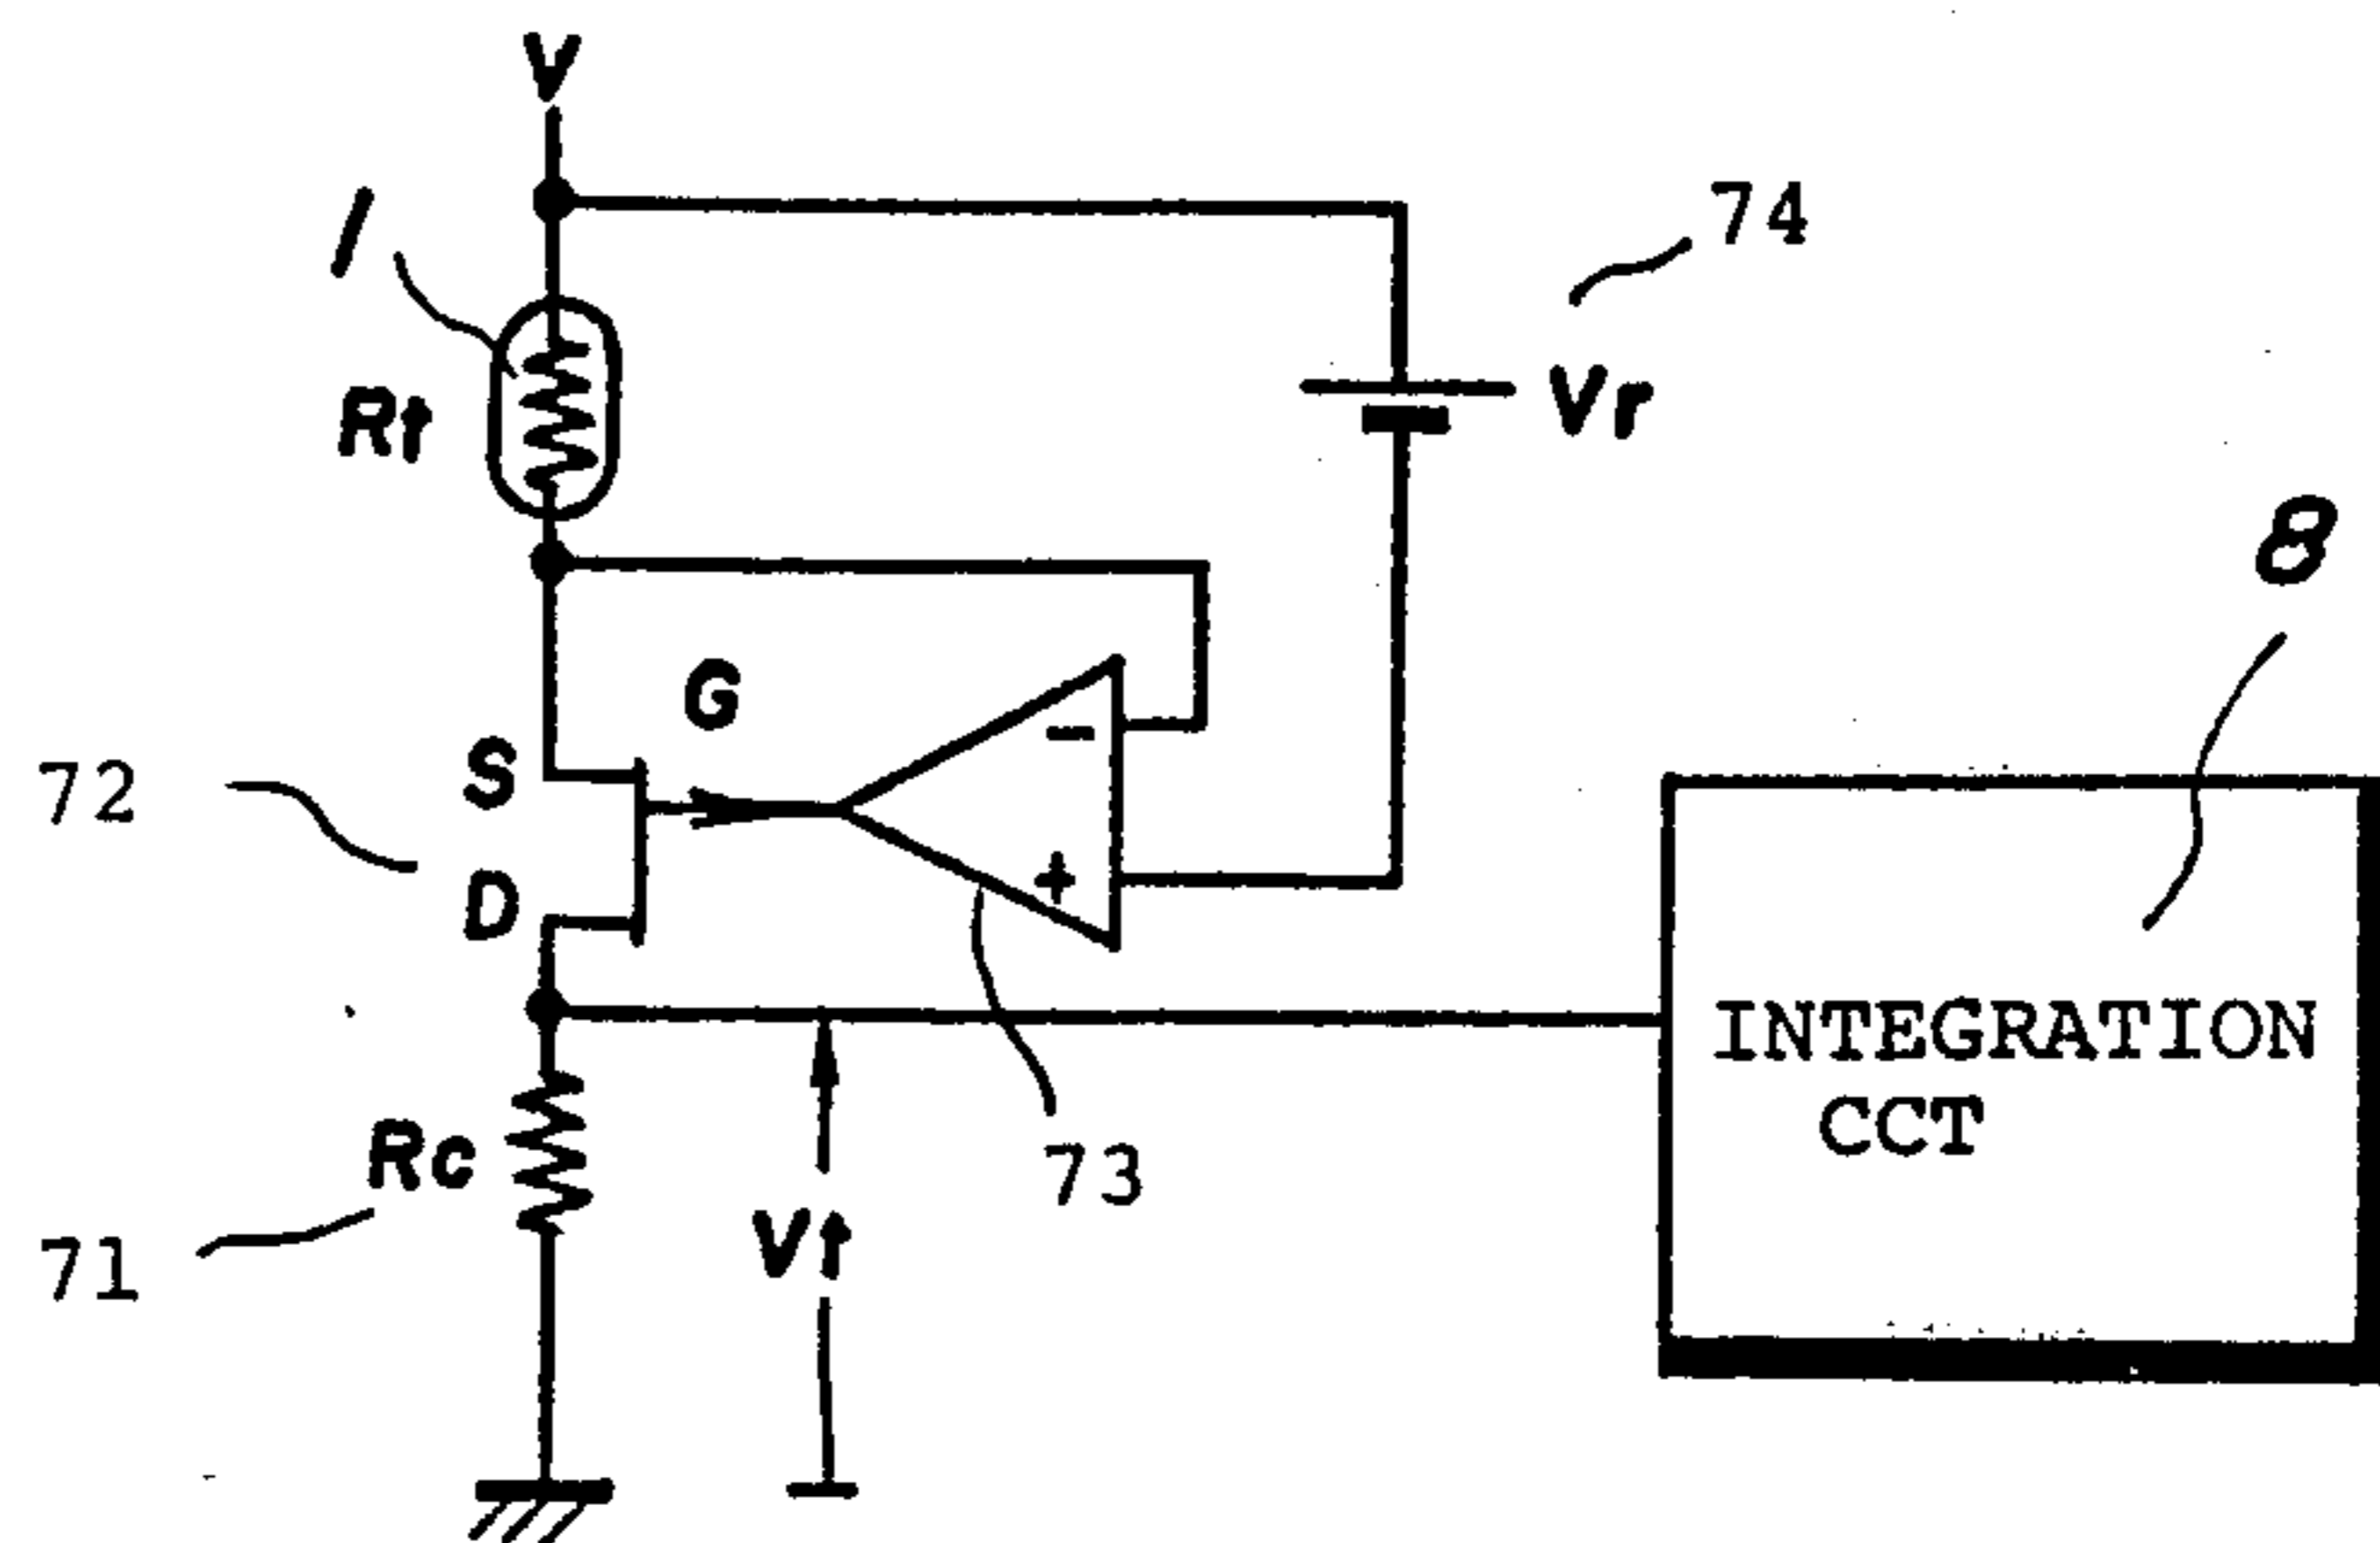 V
1
74
Rt
Vr
8
G
-
S
72
D
+
INTEGRATION
CCT
Rc
73
Vt
71